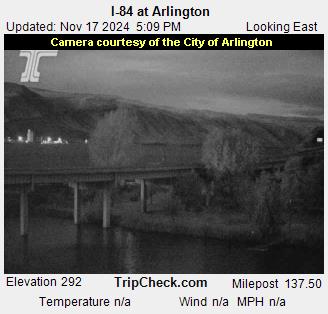 I-84 at Arlington
Updated: Nov 17 2024 5:09 PM Looking East
Camera courtesy of the City of Arlington
Elevation 292 TripCheck.com Milepost 137.50
Temperature n/a Wind n/a MPH n/a